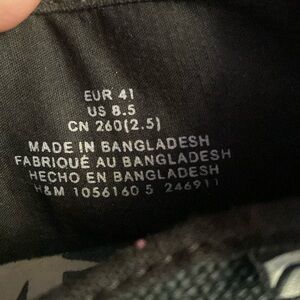 EUR 41
US 8.5
CN 260(2.5)
MADE IN BANGLADESH
FABRIQUÉ AU BANGLADESH
HECHO EN BANGLADESH
H&M 1056160 5 246911